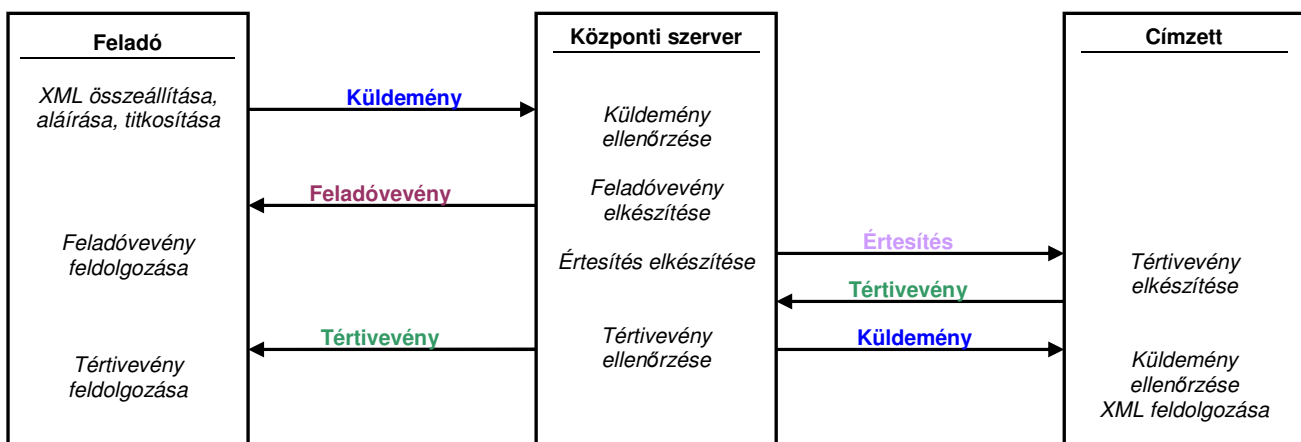 Feladó
Központi szerver
Címzett
XML összeállítása,
aláírása, titkosítása
Küldemény
Küldemény
ellenőrzése
Feladóvevény
Feladóvevény
elkészítése
Feladóvevény
feldolgozása
Értesítés elkészítése
Értesítés
Tértivevény
elkészítése
Tértivevény
Tértivevény
Tértivevény
ellenőrzése
Küldemény
Tértivevény
feldolgozása
Küldemény
ellenőrzése
XML feldolgozása